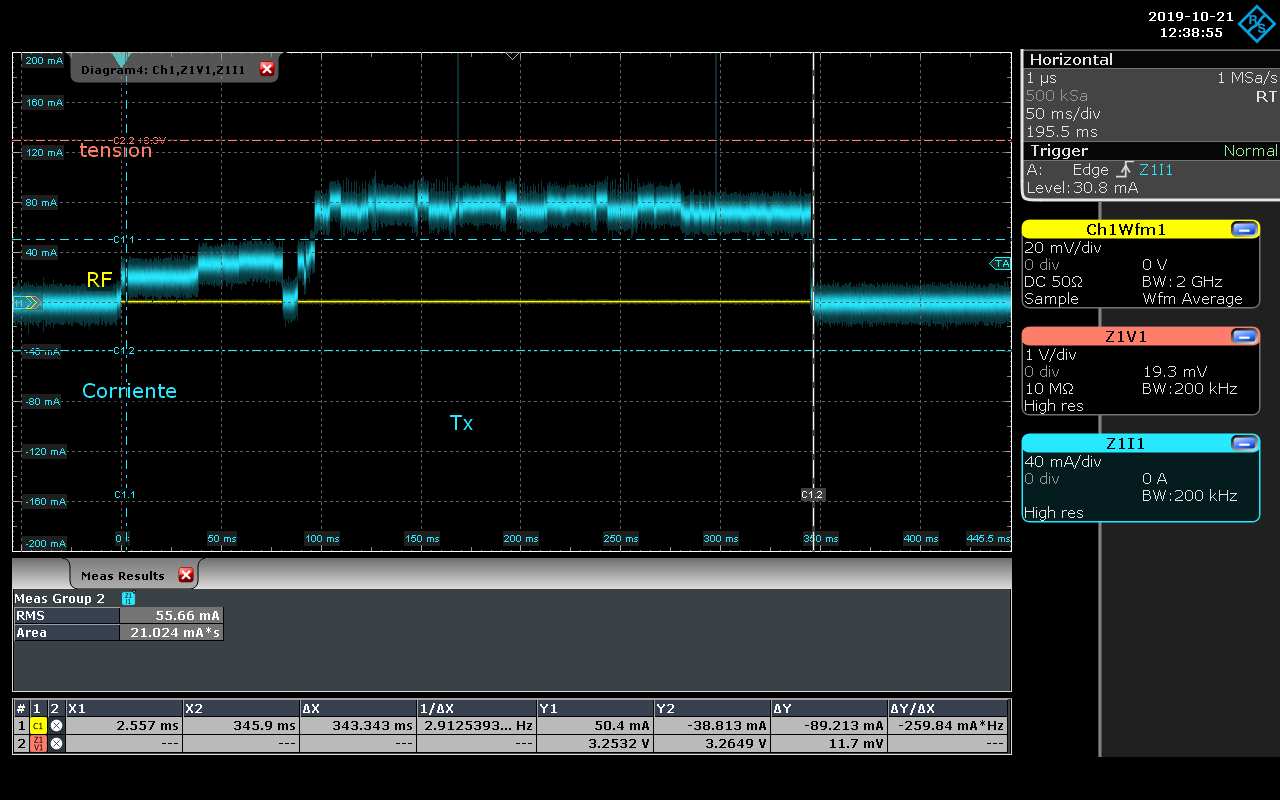 2019-10-21
12:38:55
R&S
Diagram4: Ch1,Z1V1,Z1I1
200 mA
160 mA
C2.2 +3.3V
120 mA
tension
80 mA
C1.1
40 mA
RF
TA
C1.2
-40 mA
Corriente
-80 mA
Tx
-120 mA
C1.1
C1.2
-160 mA
-200 mA
0
50 ms
100 ms
150 ms
200 ms
250 ms
300 ms
350 ms
400 ms
445.5 ms
Horizontal
1 µs 1 MSa/s
500 kSa RT
50 ms/div
195.5 ms
Trigger Normal
A: Edge Z1I1
Level: 30.8 mA
Ch1Wfm1
20 mV/div
0 div 0 V
DC 50Ω BW: 2 GHz
Sample Wfm Average
Z1V1
1 V/div
0 div 19.3 mV
10 MΩ BW:200 kHz
High res
Z1I1
40 mA/div
0 div 0 A
BW:200 kHz
High res
Meas Results
Meas Group 2 Z1 I1
RMS 55.66 mA
Area 21.024 mA*s
# 1 2 X1 X2 ΔX 1/ΔX Y1 Y2 ΔY ΔY/ΔX
1 C1 2.557 ms 345.9 ms 343.343 ms 2.9125393... Hz 50.4 mA -38.813 mA -89.213 mA -259.84 mA*Hz
2 Z1 V1 --- --- --- --- 3.2532 V 3.2649 V 11.7 mV ---